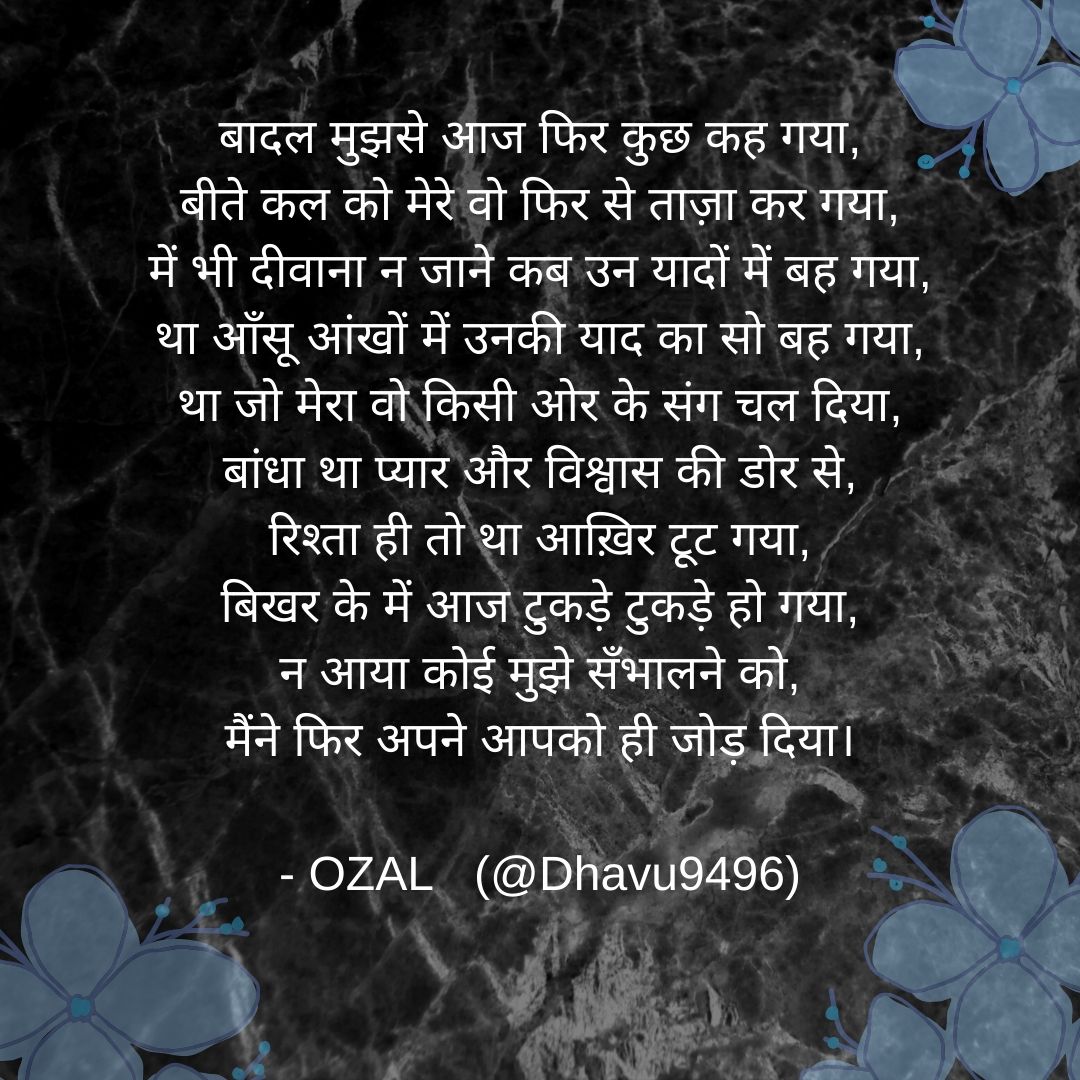 बादल मुझसे आज फिर कुछ कह गया,
बीते कल को मेरे वो फिर से ताज़ा कर गया,
में भी दीवाना न जाने कब उन यादों में बह गया,
था आँसू आंखों में उनकी याद का सो बह गया,
था जो मेरा वो किसी ओर के संग चल दिया,
बांधा था प्यार और विश्वास की डोर से,
रिश्ता ही तो था आख़िर टूट गया,
बिखर के में आज टुकड़े टुकड़े हो गया,
न आया कोई मुझे सँभालने को,
मैंने फिर अपने आपको ही जोड़ दिया।
- OZAL (@Dhavu9496)